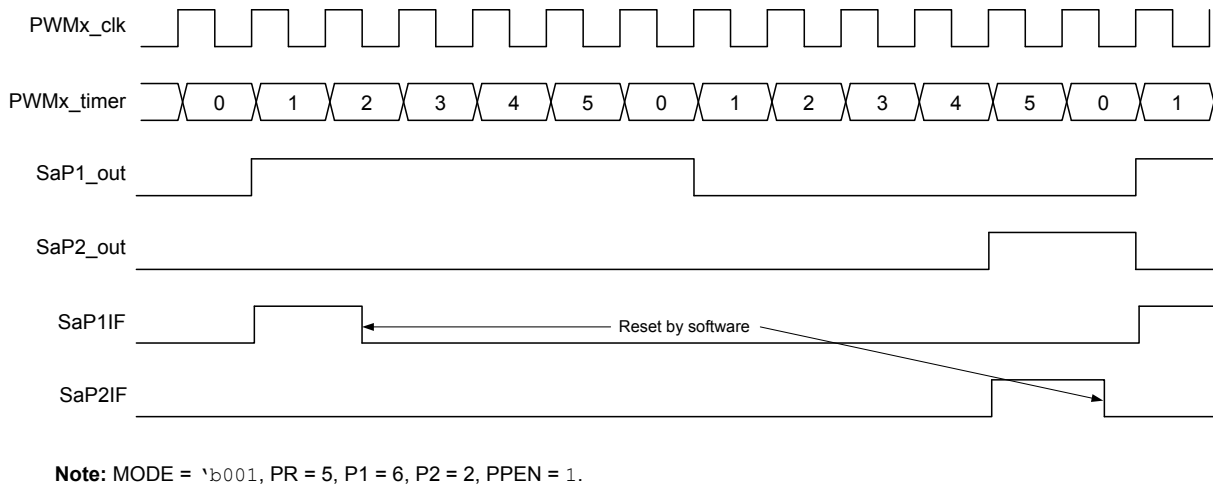 PWMx_clk
PWMx_timer 0 1 2 3 4 5 0 1 2 3 4 5 0 1
SaP1_out
SaP2_out
SaP1IF
Reset by software
SaP2IF
Note: MODE = ‘b001, PR = 5, P1 = 6, P2 = 2, PPEN = 1.